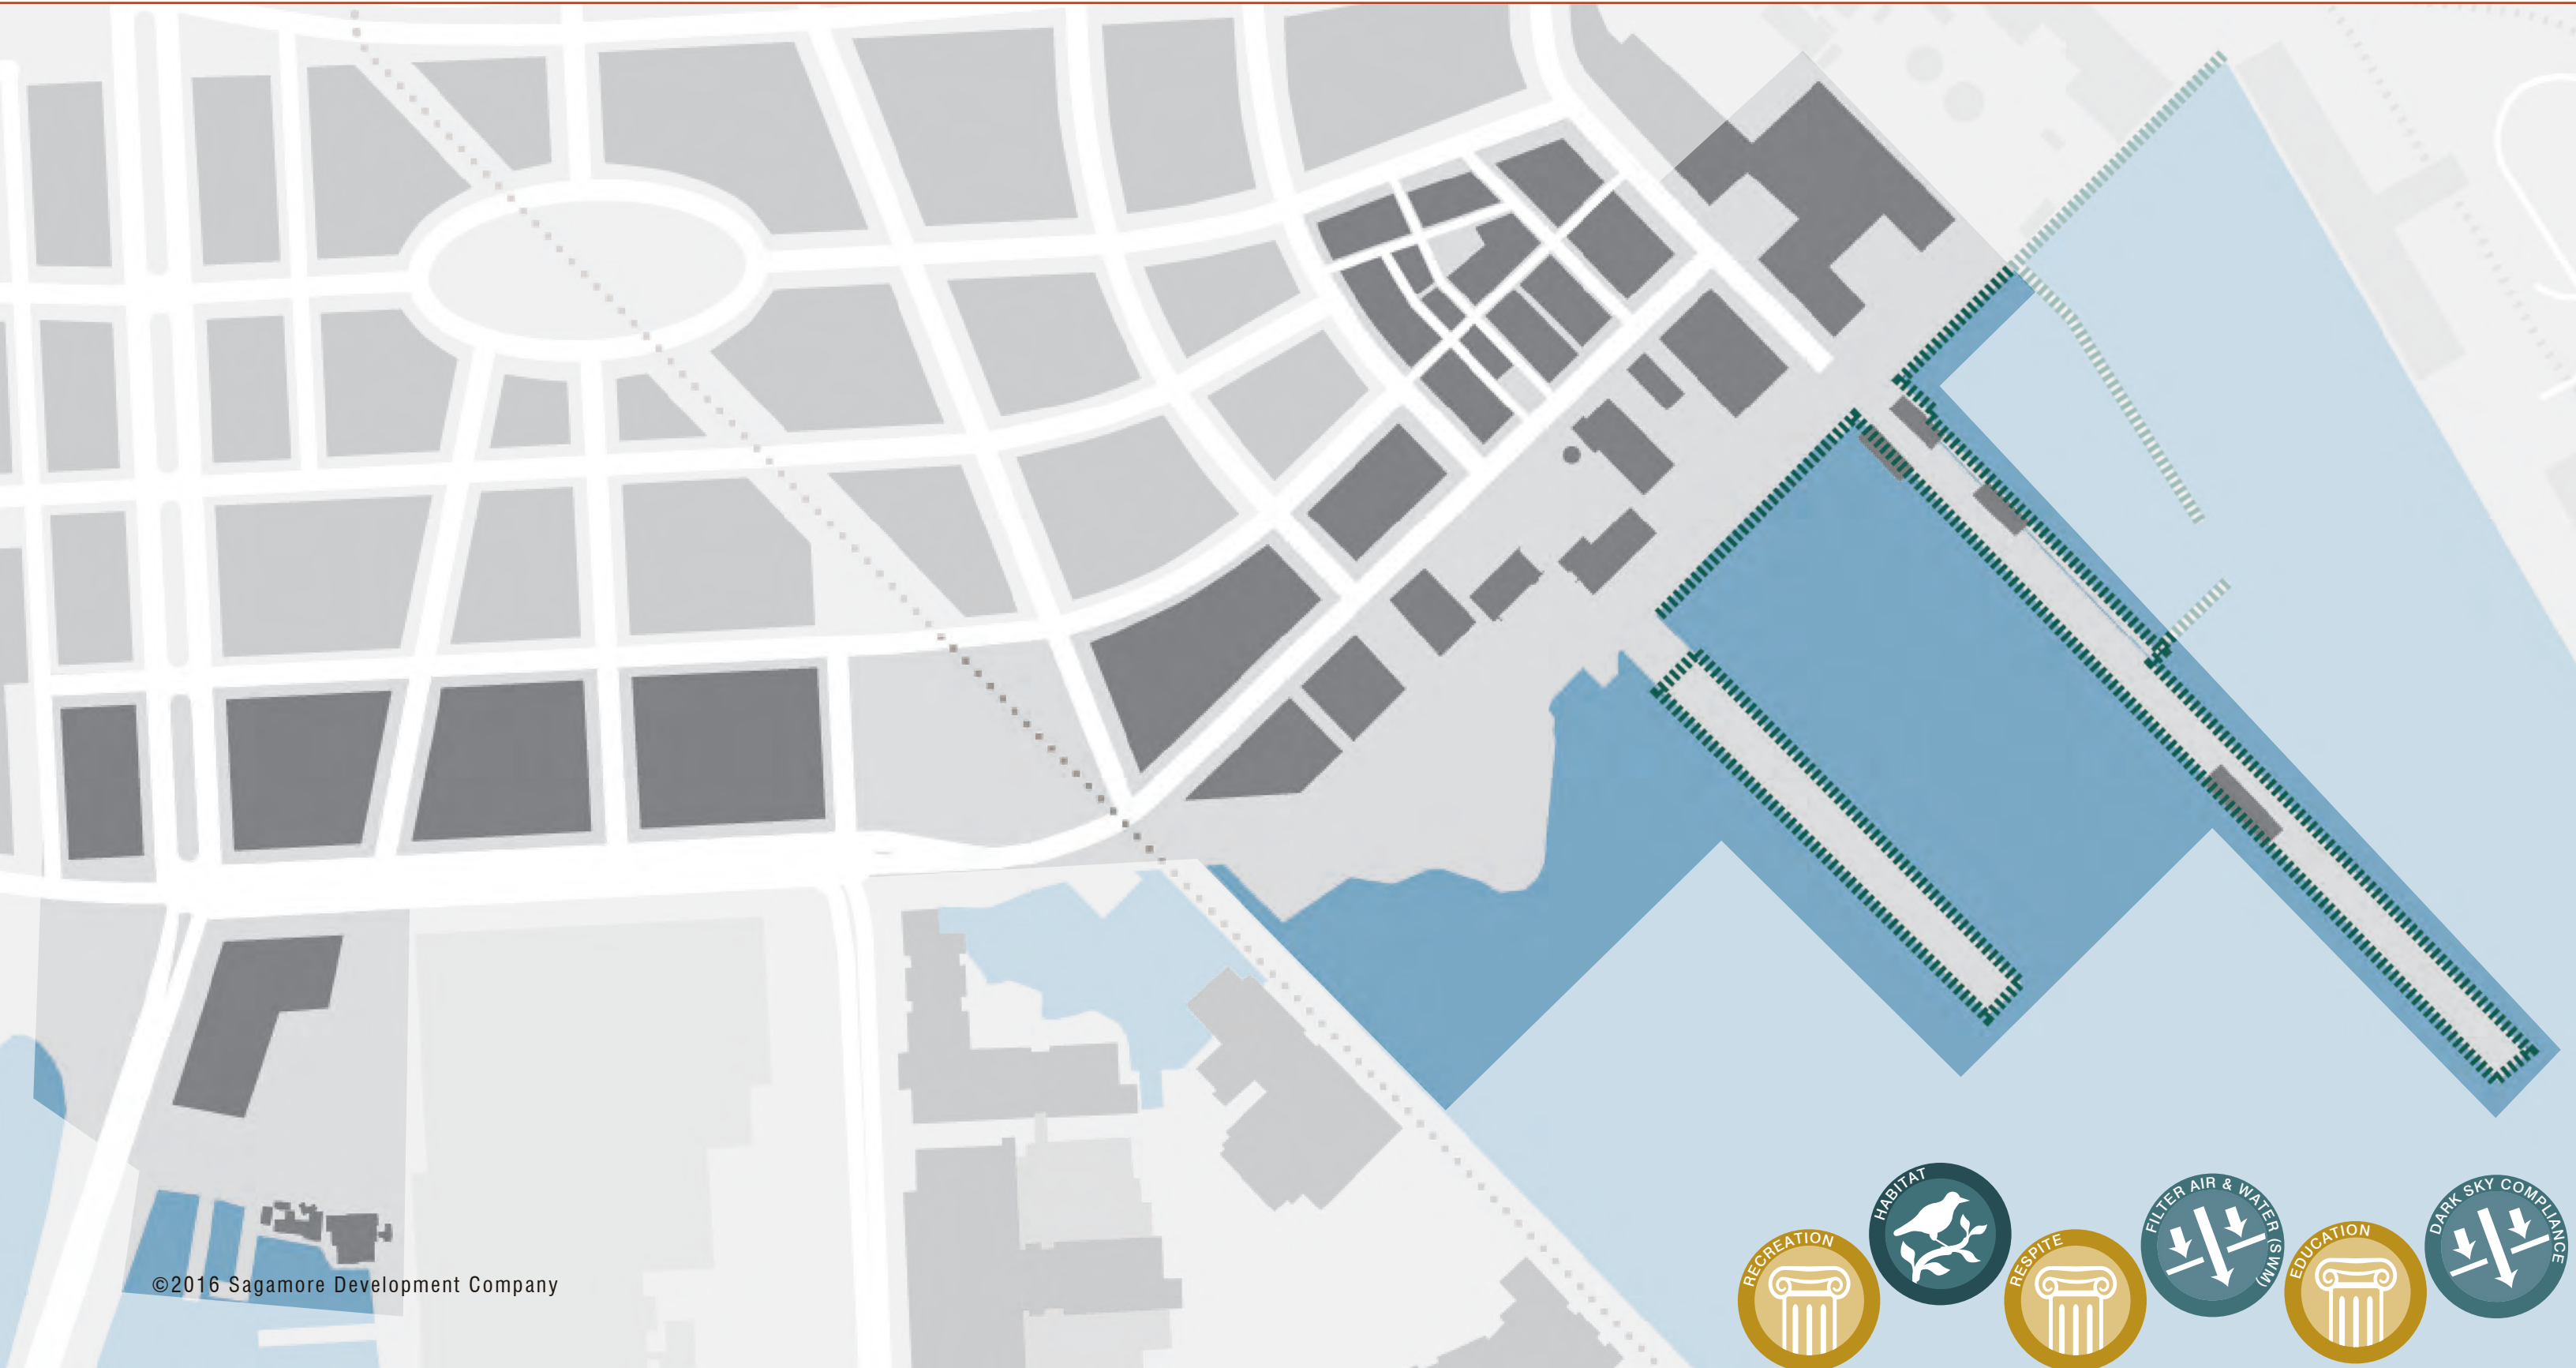 HABITAT
RECREATION
RESPITE
FILTER AIR & WATER (SWM)
EDUCATION
DARK SKY COMPLIANCE
©2016 Sagamore Development Company